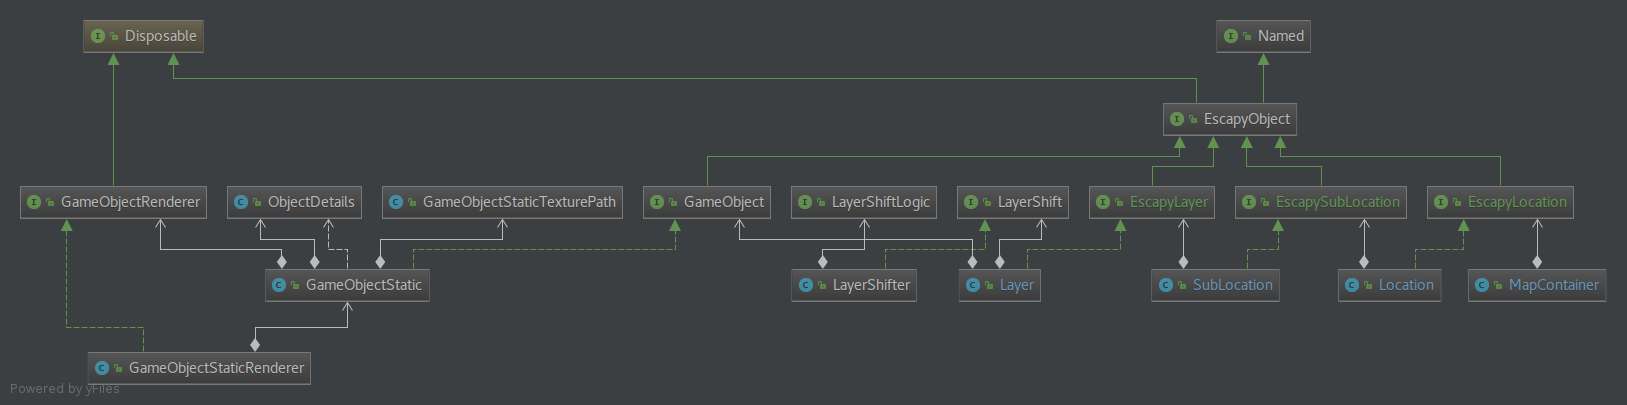 Disposable
Named
EscapyObject
GameObjectRenderer
ObjectDetails
GameObjectStaticTexturePath
GameObject
LayerShiftLogic
LayerShift
EscapyLayer
EscapySubLocation
EscapyLocation
GameObjectStatic
LayerShifter
Layer
SubLocation
Location
MapContainer
GameObjectStaticRenderer
Powered by yFiles